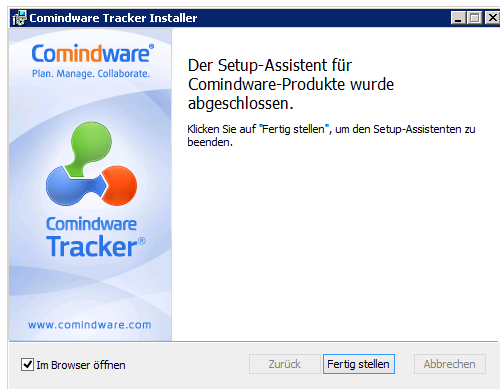 Comindware Tracker Installer
Comindware®
Plan. Manage. Collaborate.
Comindware
Tracker®
www.comindware.com
Der Setup-Assistent für
Comindware-Produkte wurde
abgeschlossen.
Klicken Sie auf "Fertig stellen", um den Setup-Assistenten zu
beenden.
Im Browser öffnen
Zurück
Fertig stellen
Abbrechen